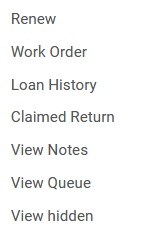 Renew
Work Order
Loan History
Claimed Return
View Notes
View Queue
View hidden